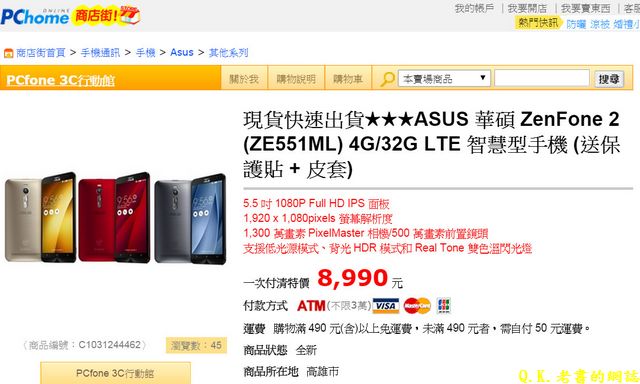 PChome ONLINE 商店街!
我的帳戶 | 我要開店 | 我要賣東西 |
熱門快訊 防曬 涼被 婚禮小
商店街首頁 > 手機通訊 > 手機 > Asus > 其他系列
PCfone 3C行動館 關於我 購物說明 購物車 本賣場商品 搜尋
現貨快速出貨★★★ASUS 華碩 ZenFone 2
(ZE551ML) 4G/32G LTE 智慧型手機 (送保
護貼 + 皮套)
5.5 吋 1080P Full HD IPS 面板
1,920 x 1,080pixels 螢幕解析度
1,300 萬畫素 PixelMaster 相機/500 萬畫素前置鏡頭
支援低光源模式、背光 HDR 模式和 Real Tone 雙色溫閃光燈
一次付清特價 8,990 元
付款方式 ATM(不限3萬) VISA MasterCard JCB
運費 購物滿 490 元(含)以上免運費，未滿 490 元者，需自付 50 元運費。
〈商品編號：C1031244462〉 瀏覽數：45
商品狀態 全新
PCfone 3C行動館
商品所在地 高雄市
Q.K.老書的網誌